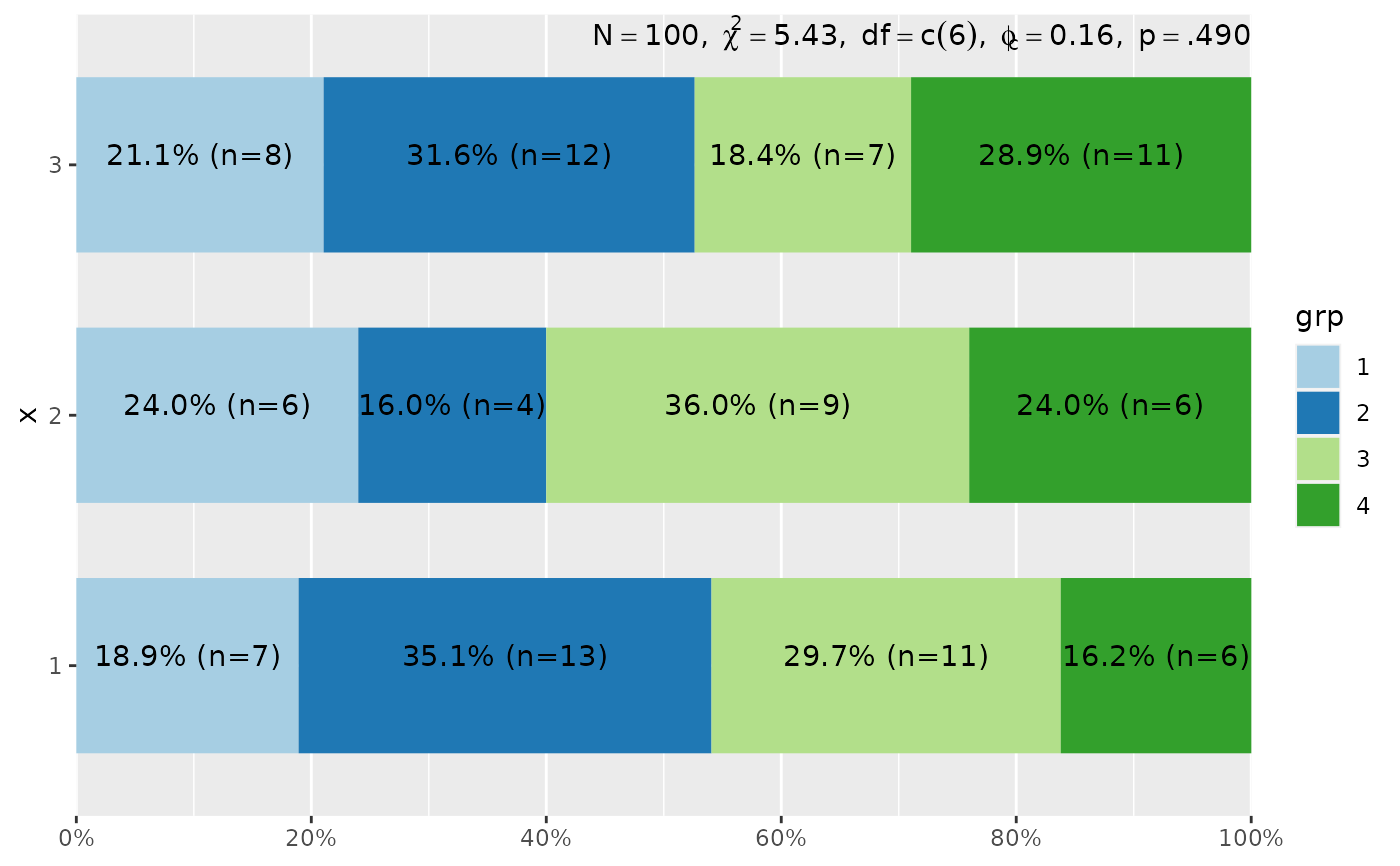 N = 100, χ² = 5.43, df = c(6), ϕc = 0.16, p = .490
3
21.1% (n=8) 31.6% (n=12) 18.4% (n=7) 28.9% (n=11)
x
2
24.0% (n=6) 16.0% (n=4) 36.0% (n=9) 24.0% (n=6)
1
18.9% (n=7) 35.1% (n=13) 29.7% (n=11) 16.2% (n=6)
0% 20% 40% 60% 80% 100%
grp
1
2
3
4